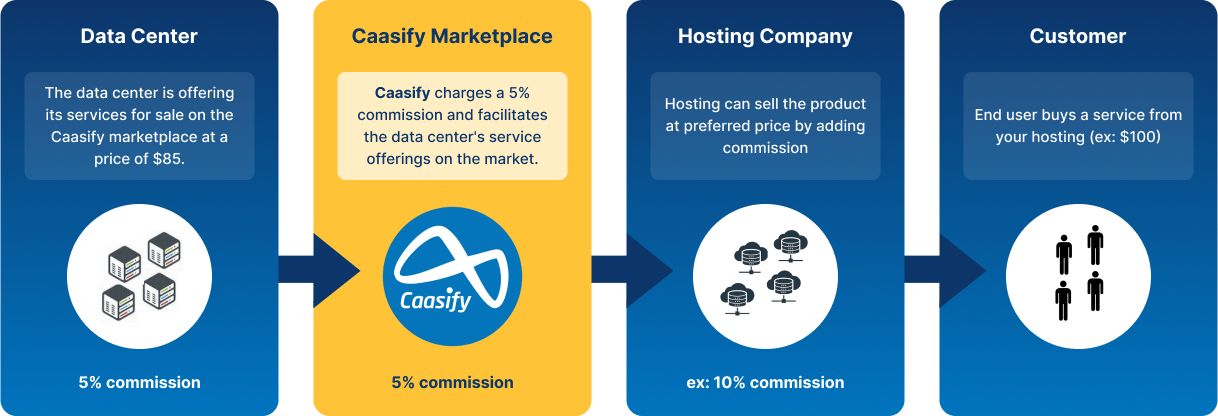 Data Center
The data center is offering
its services for sale on the
Caasify marketplace at a
price of $85.
5% commission
Caasify Marketplace
Caasify charges a 5%
commission and facilitates
the data center's service
offerings on the market.
Caasify
5% commission
Hosting Company
Hosting can sell the product
at preferred price by adding
commission
ex: 10% commission
Customer
End user buys a service from
your hosting (ex: $100)